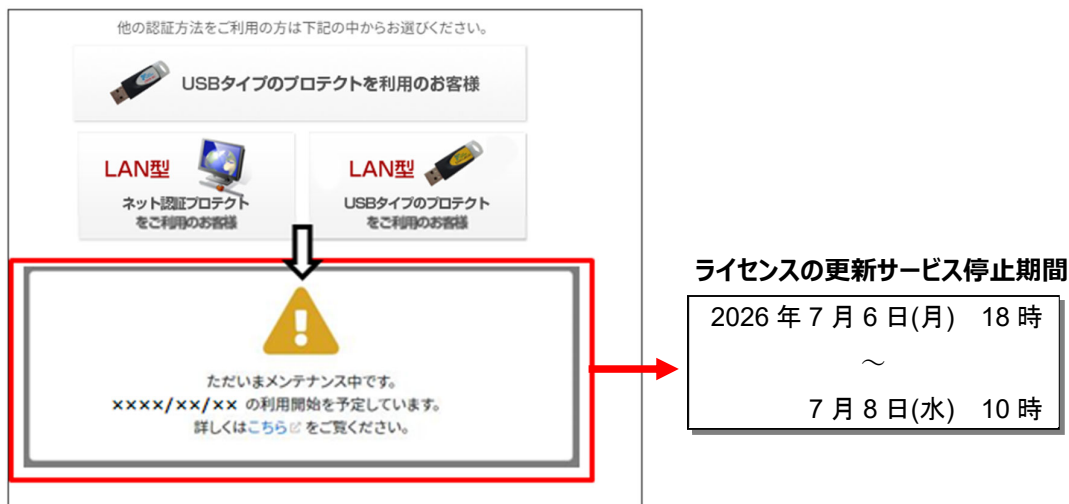 他の認証方法をご利用の方は下記の中からお選びください。
USBタイプのプロテクトを利用のお客様
LAN型
ネット認証プロテクト
をご利用のお客様
LAN型
USBタイプのプロテクト
をご利用のお客様
ただいまメンテナンス中です。
××××/××/×× の利用開始を予定しています。
詳しくはこちら をご覧ください。
ライセンスの更新サービス停止期間
2026 年 7 月 6 日(月) 18 時
～
7 月 8 日(水) 10 時